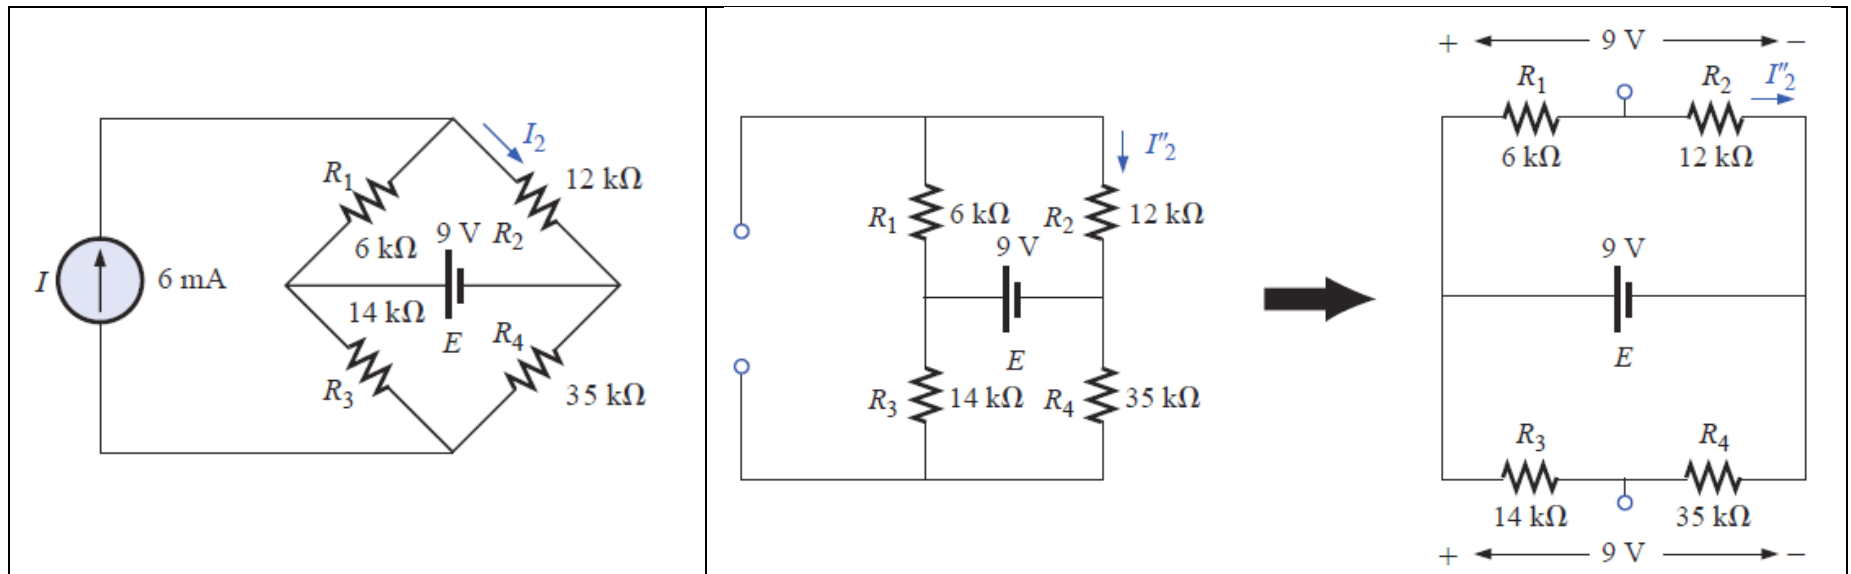 I
6 mA
I₂
R₁
6 kΩ
12 kΩ
R₂
9 V
E
14 kΩ
R₃
R₄
35 kΩ
I″₂
R₁
6 kΩ
R₂
12 kΩ
9 V
E
R₃
14 kΩ
R₄
35 kΩ
+ 9 V −
R₁
R₂
I″₂
6 kΩ
12 kΩ
9 V
E
R₃
R₄
14 kΩ
35 kΩ
+ 9 V −